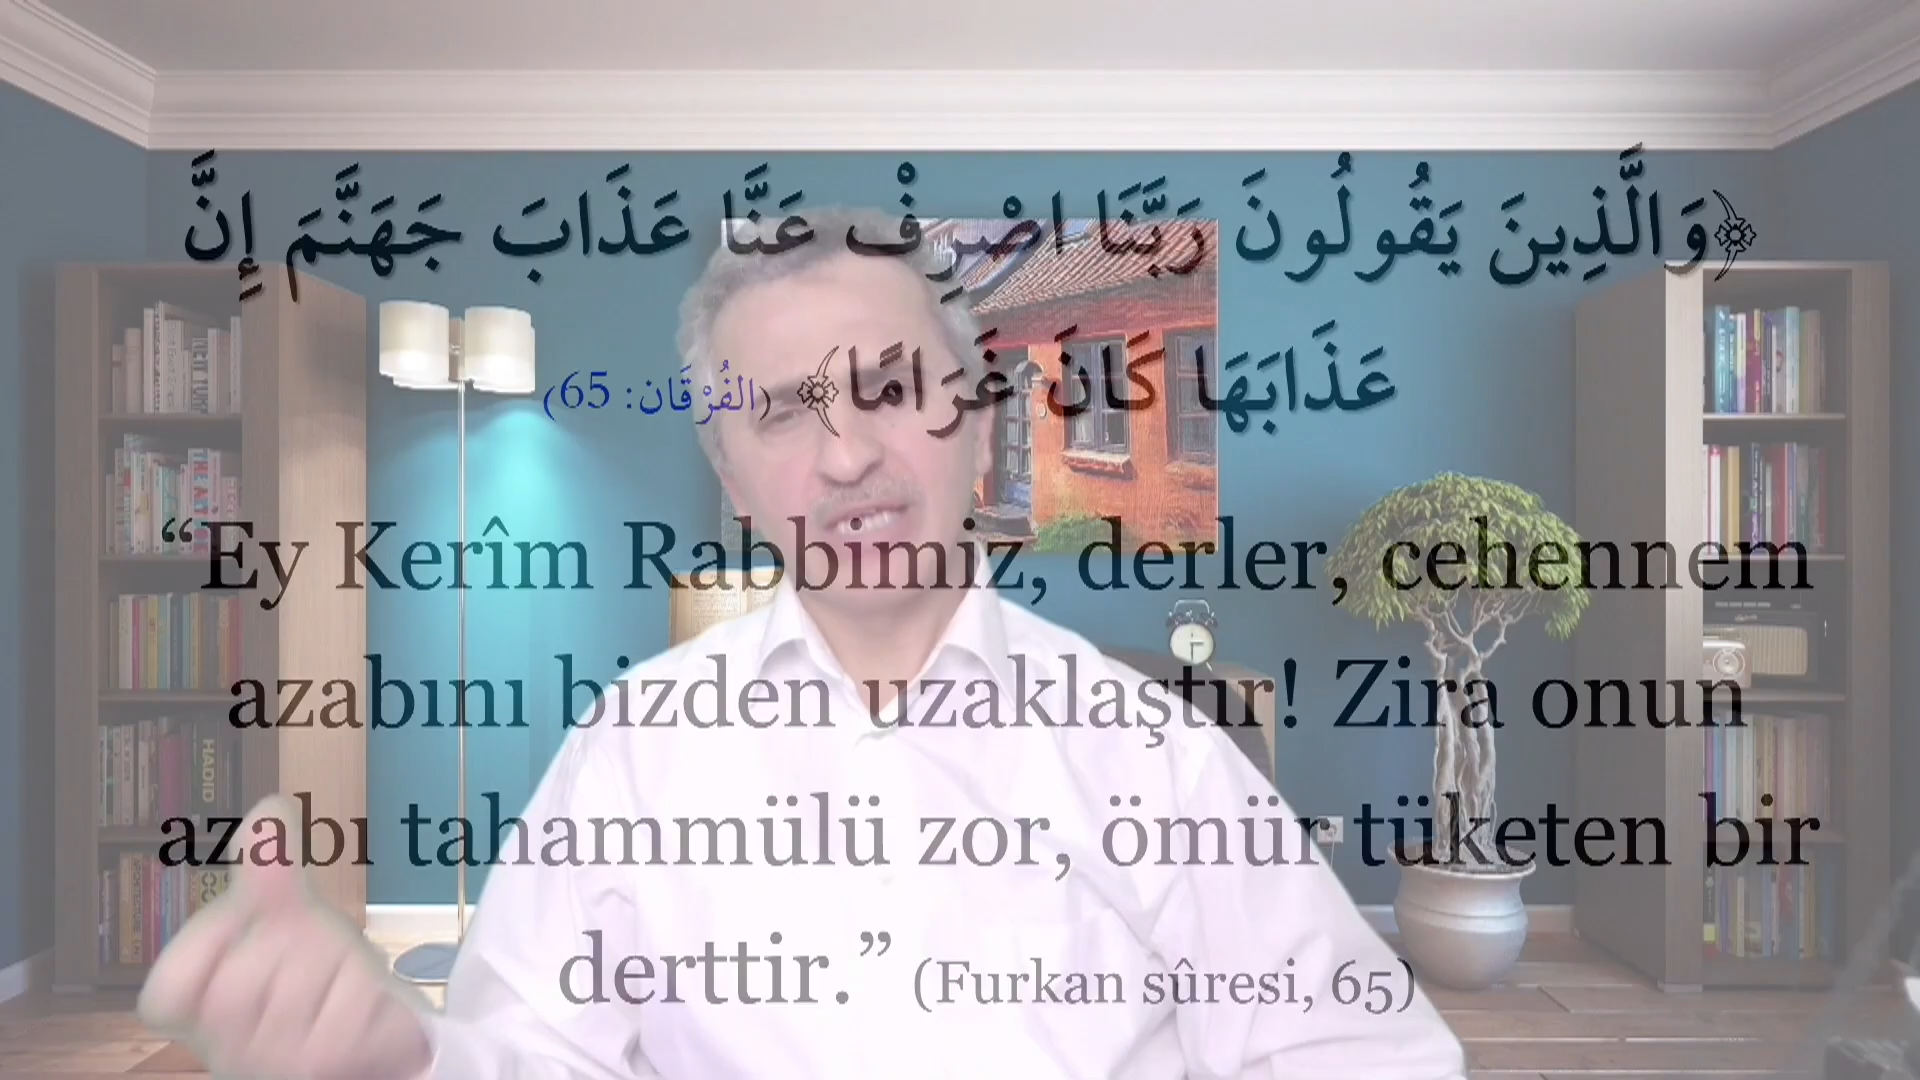 ﴿وَالَّذِينَ يَقُولُونَ رَبَّنَا اصْرِفْ عَنَّا عَذَابَ جَهَنَّمَ إِنَّ
عَذَابَهَا كَانَ غَرَامًا﴾ (الفُرْقَان: 65)
“Ey Kerîm Rabbimiz, derler, cehennem
azabını bizden uzaklaştır! Zira onun
azabı tahammülü zor, ömür tüketen bir
derttir.” (Furkan sûresi, 65)
HADID